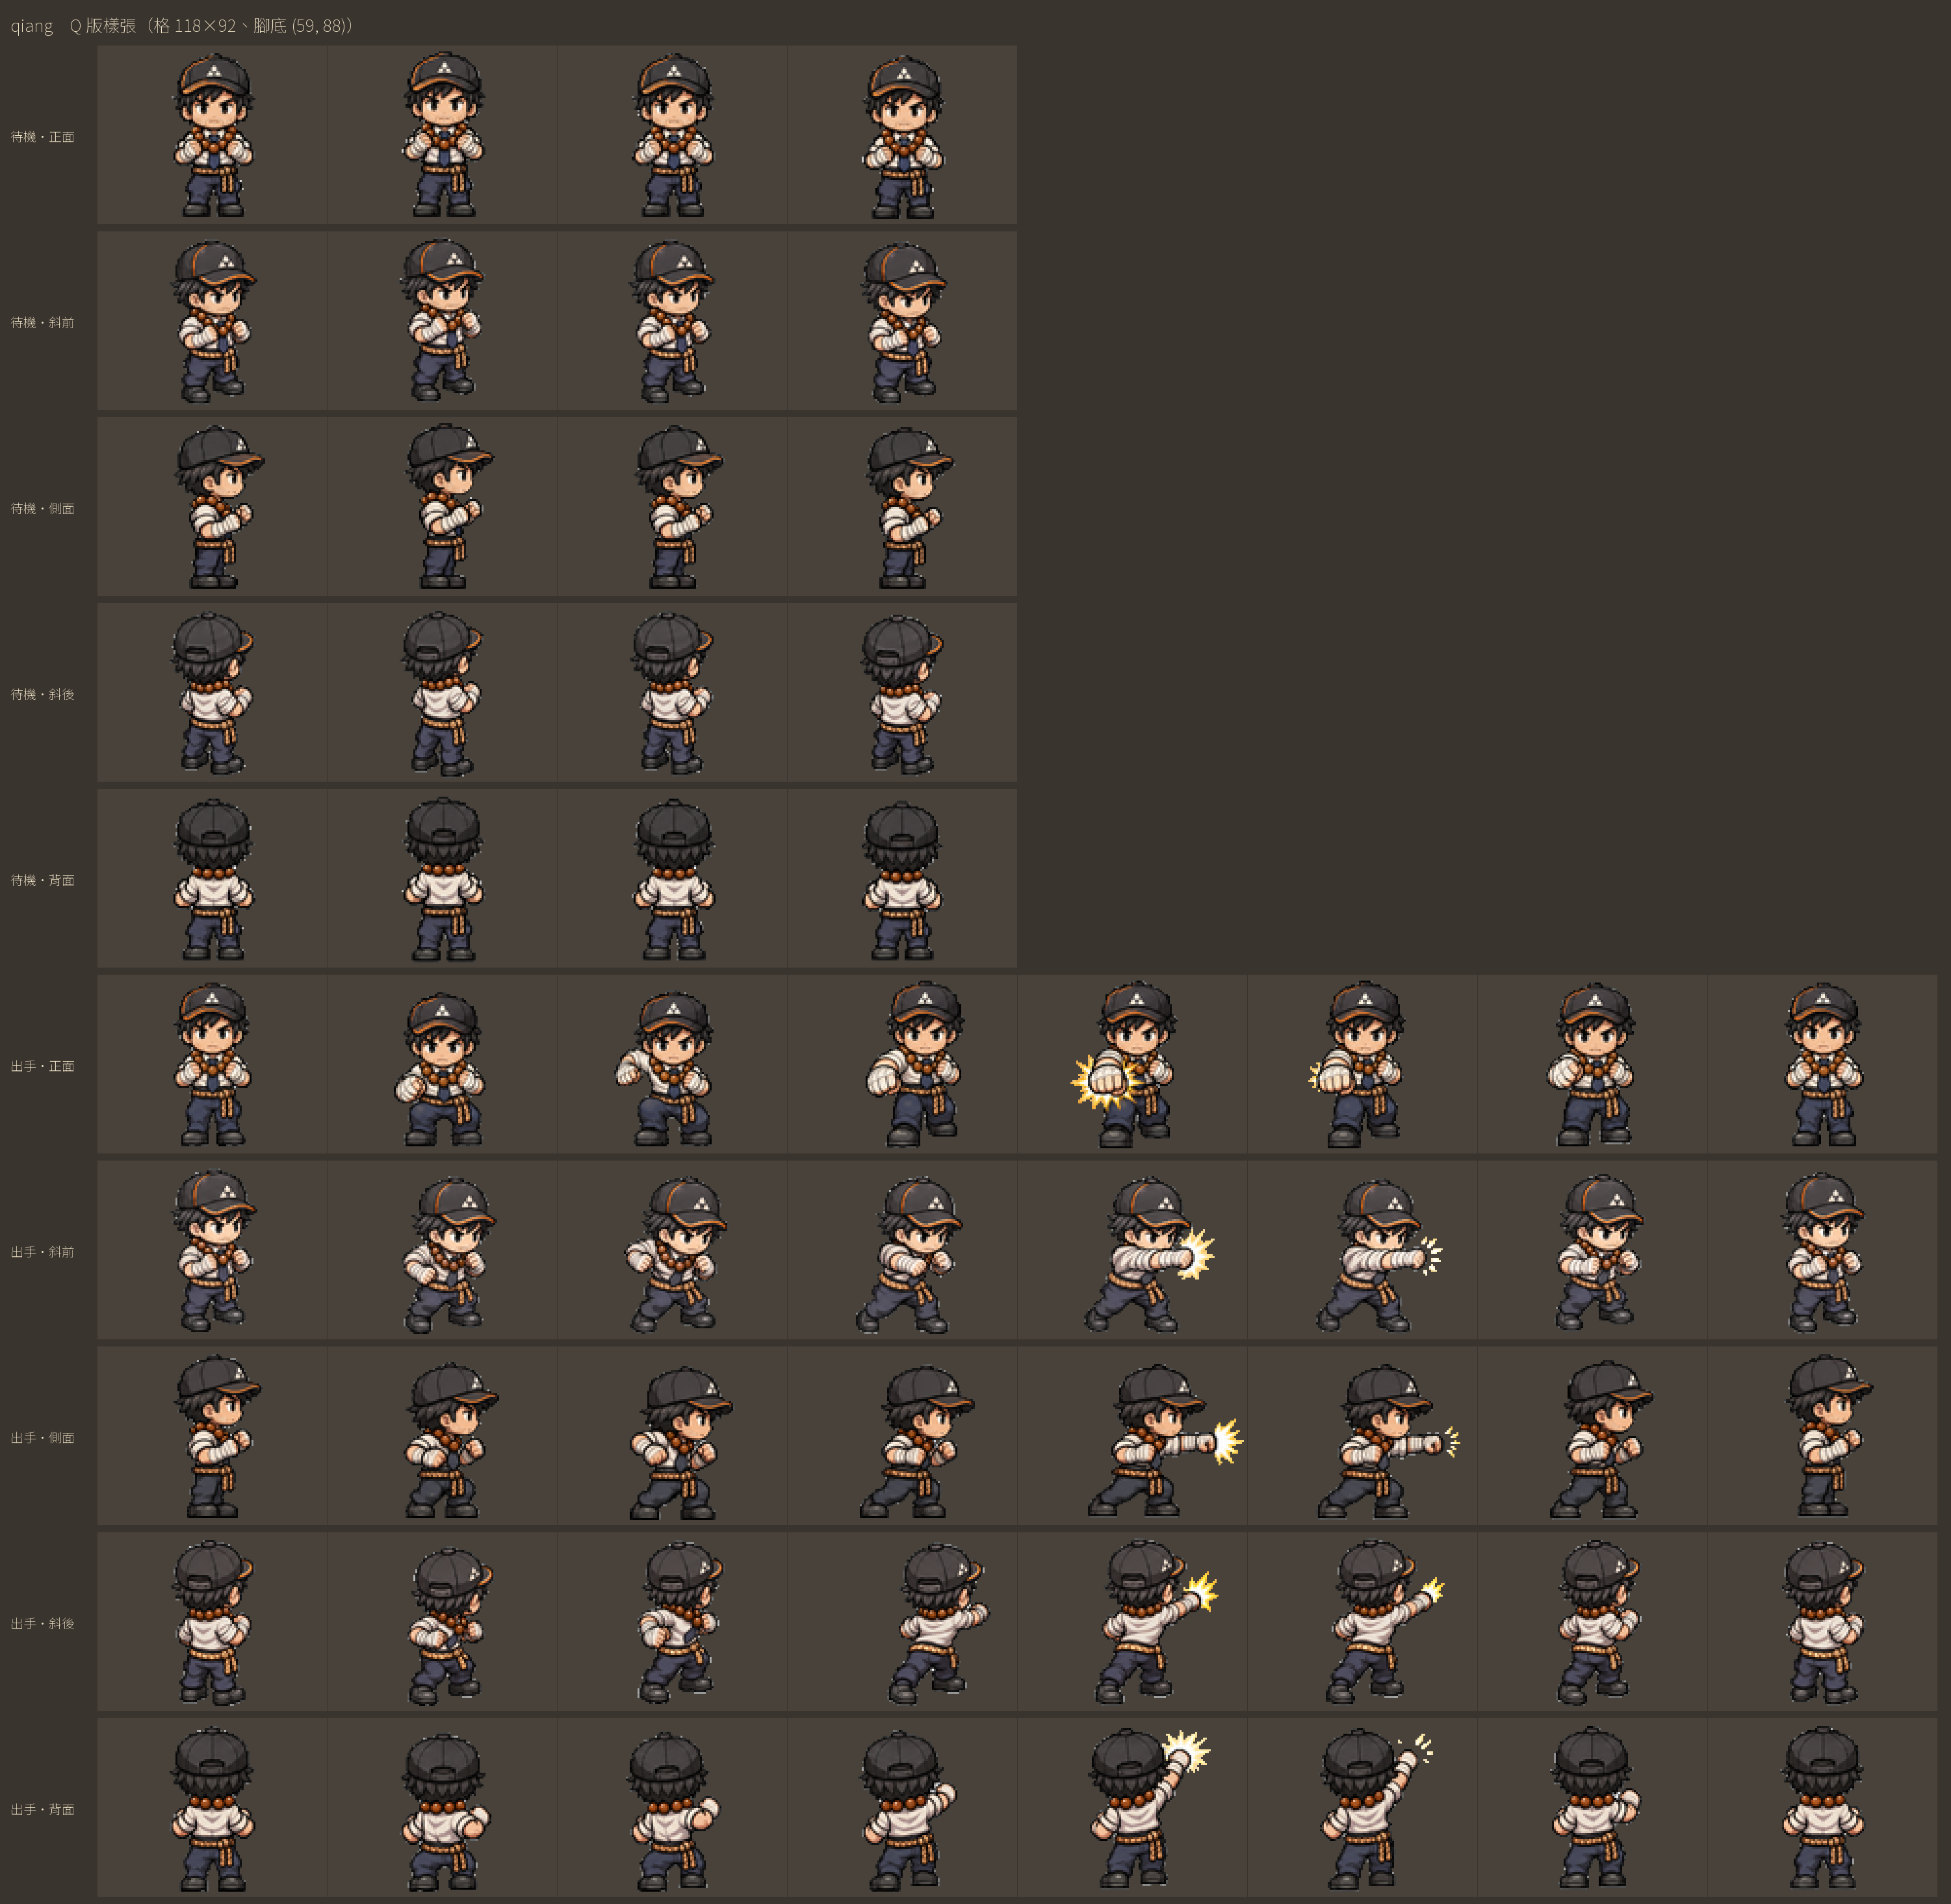 qiang Q 版樣張（格 118×92、腳底 (59, 88)）
待機・正面
待機・斜前
待機・側面
待機・斜後
待機・背面
出手・正面
出手・斜前
出手・側面
出手・斜後
出手・背面